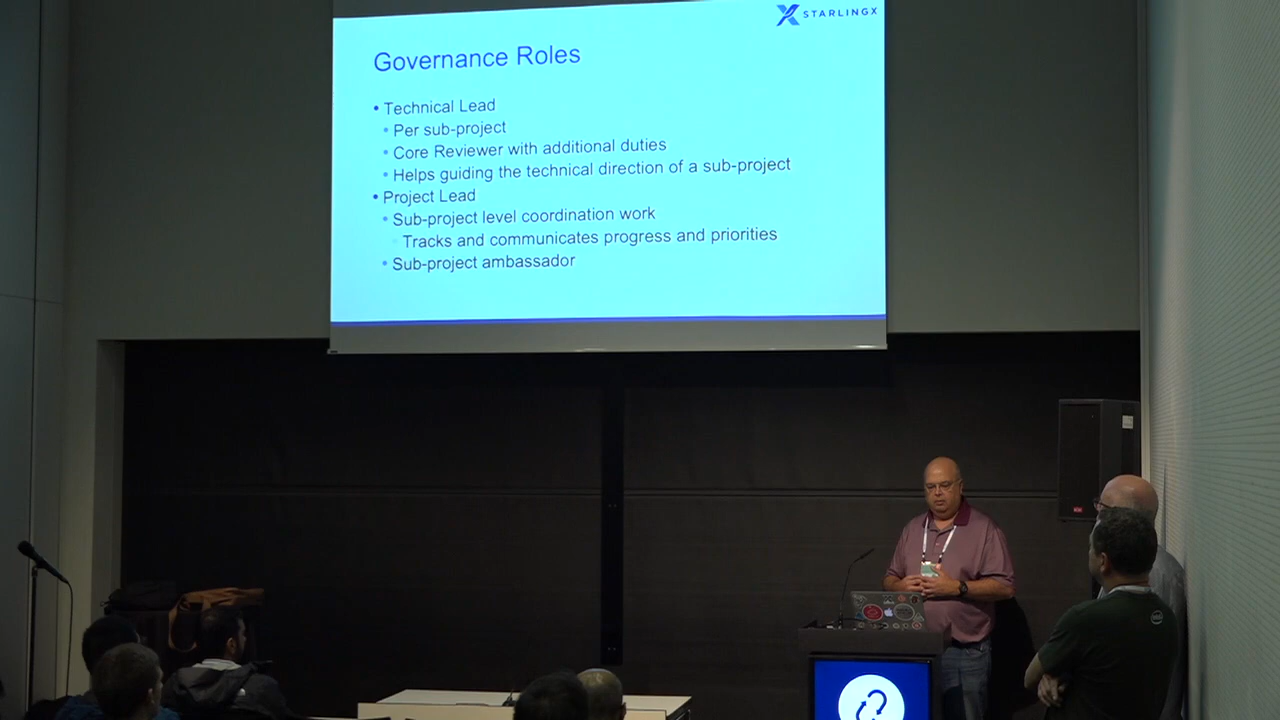 STARLINGX
Governance Roles
• Technical Lead
• Per sub-project
• Core Reviewer with additional duties
• Helps guiding the technical direction of a sub-project
• Project Lead
• Sub-project level coordination work
Tracks and communicates progress and priorities
• Sub-project ambassador